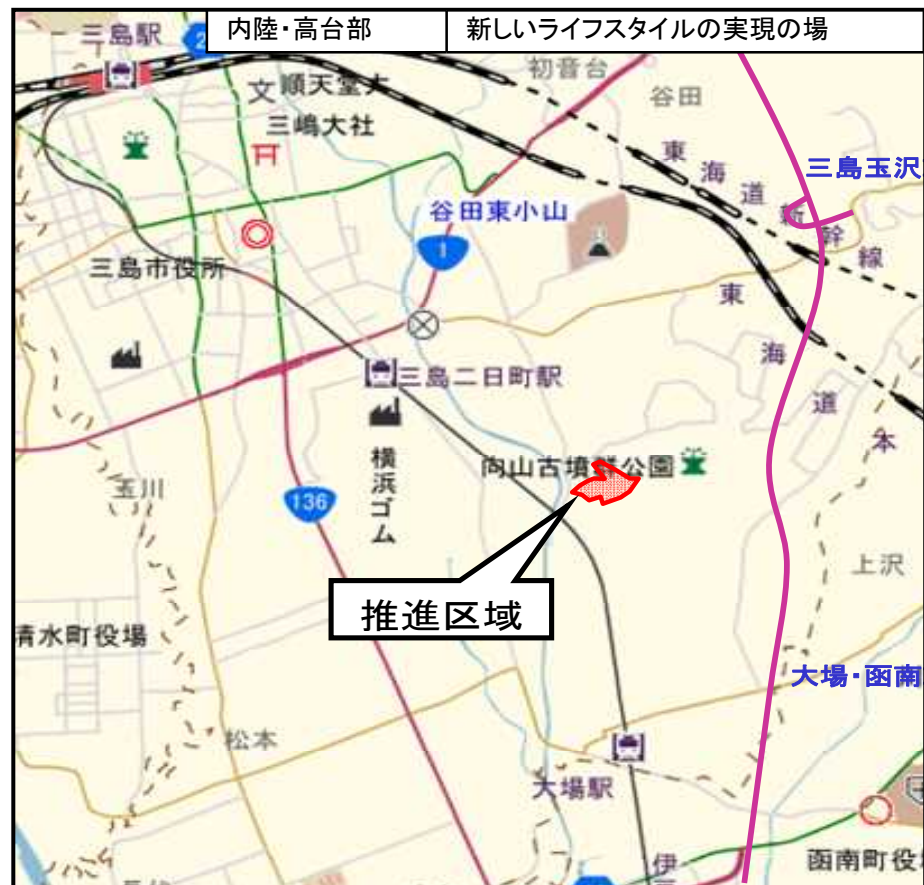 内陸・高台部
新しいライフスタイルの実現の場
三島駅
文
順天堂大
三嶋大社
初音台
谷田
東海道新幹線
三島玉沢
谷田東小山
1
三島市役所
三島二日町駅
東海道本
横浜ゴム
向山古墳群公園
玉川
136
上沢
推進区域
清水町役場
大場・函南
松本
大場駅
函南町役場